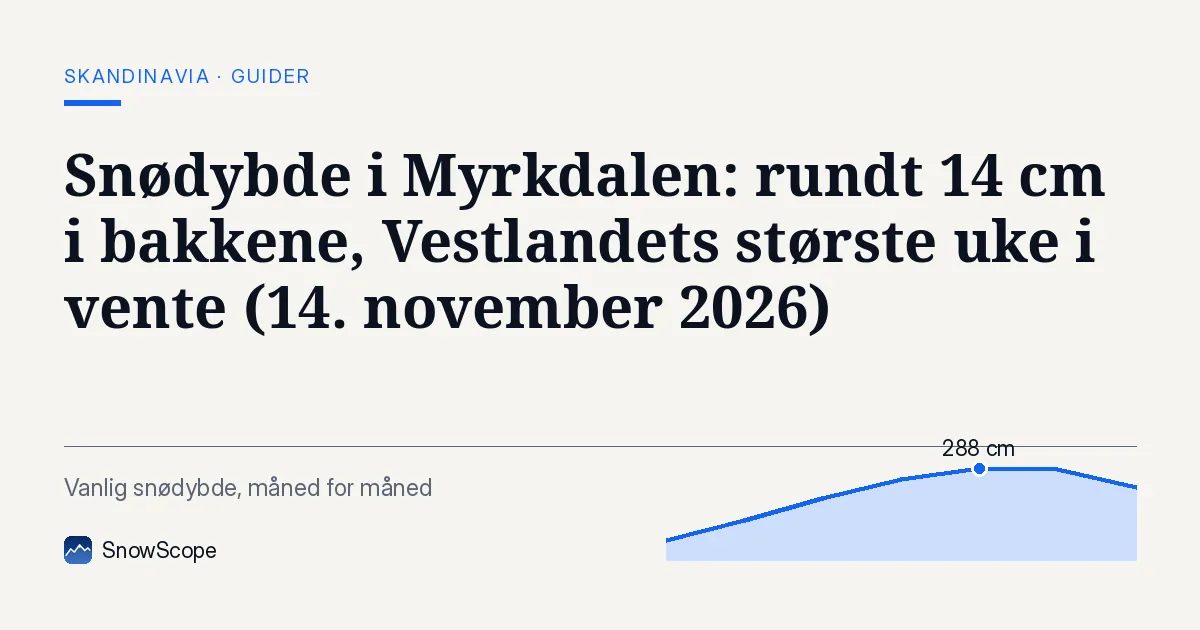 SKANDINAVIA · GUIDER
Snødybde i Myrkdalen: rundt 14 cm
i bakkene, Vestlandets største uke i
vente (14. november 2026)
288 cm
Vanlig snødybde, måned for måned
SnowScope